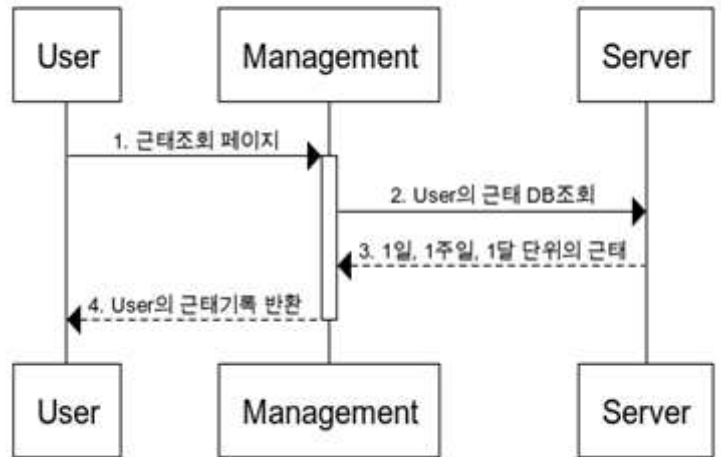 User
Management
Server
1. 근태조회 페이지
2. User의 근태 DB조회
3. 1일, 1주일, 1달 단위의 근태
4. User의 근태기록 반환
User
Management
Server